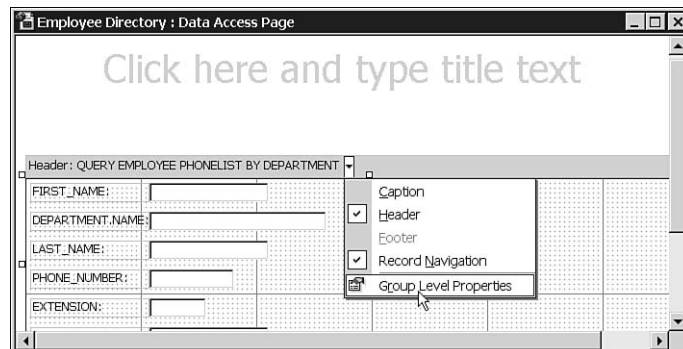 Employee Directory : Data Access Page
Click here and type title text
Header: QUERY EMPLOYEE PHONELIST BY DEPARTMENT
FIRST_NAME:
DEPARTMENT.NAME:
LAST_NAME:
PHONE_NUMBER:
EXTENSION:
Caption
Header
Footer
Record Navigation
Group Level Properties